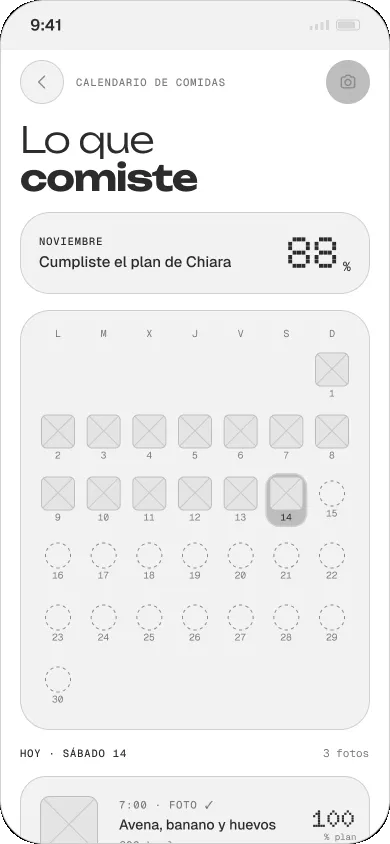 9:41
CALENDARIO DE COMIDAS
Lo que
comiste
NOVIEMBRE
Cumpliste el plan de Chiara
88 %
L M X J V S D
1
2 3 4 5 6 7 8
9 10 11 12 13 14 15
16 17 18 19 20 21 22
23 24 25 26 27 28 29
30
HOY · SÁBADO 14
3 fotos
7:00 · FOTO ✓
Avena, banano y huevos
100
% plan